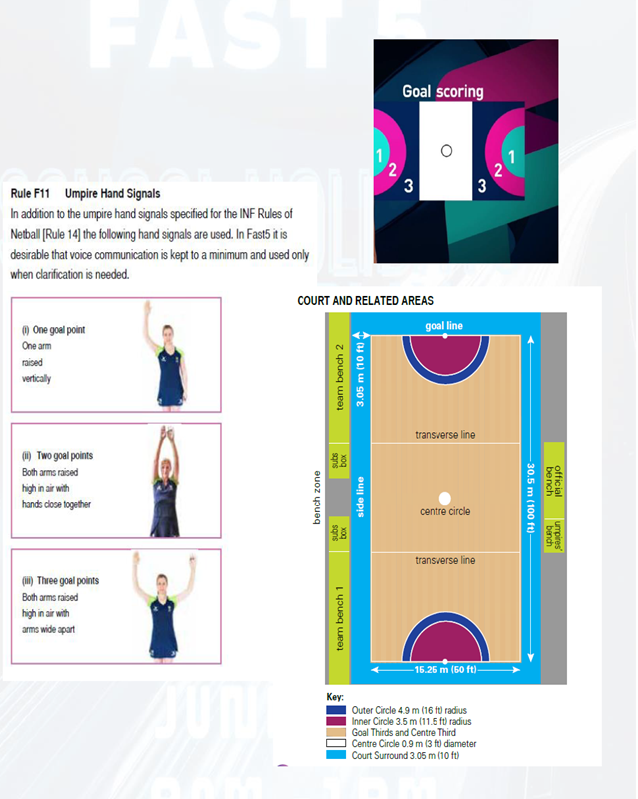 FAST 5
Goal scoring
1
2
3
3
2
1
Rule F11 Umpire Hand Signals
In addition to the umpire hand signals specified for the INF Rules of
Netball [Rule 14] the following hand signals are used. In Fast5 it is
desirable that voice communication is kept to a minimum and used only
when clarification is needed.
(i) One goal point
One arm
raised
vertically
(ii) Two goal points
Both arms raised
high in air with
hands close together
(iii) Three goal points
Both arms raised
high in air with
arms wide apart
COURT AND RELATED AREAS
goal line
team bench 2
3.05 m (10 ft)
transverse line
subs
box
bench zone
side line
centre circle
30.5 m (100 ft)
official
bench
umpires'
bench
subs
box
transverse line
team bench 1
15.25 m (50 ft)
Key:
Outer Circle 4.9 m (16 ft) radius
Inner Circle 3.5 m (11.5 ft) radius
Goal Thirds and Centre Third
Centre Circle 0.9 m (3 ft) diameter
Court Surround 3.05 m (10 ft)